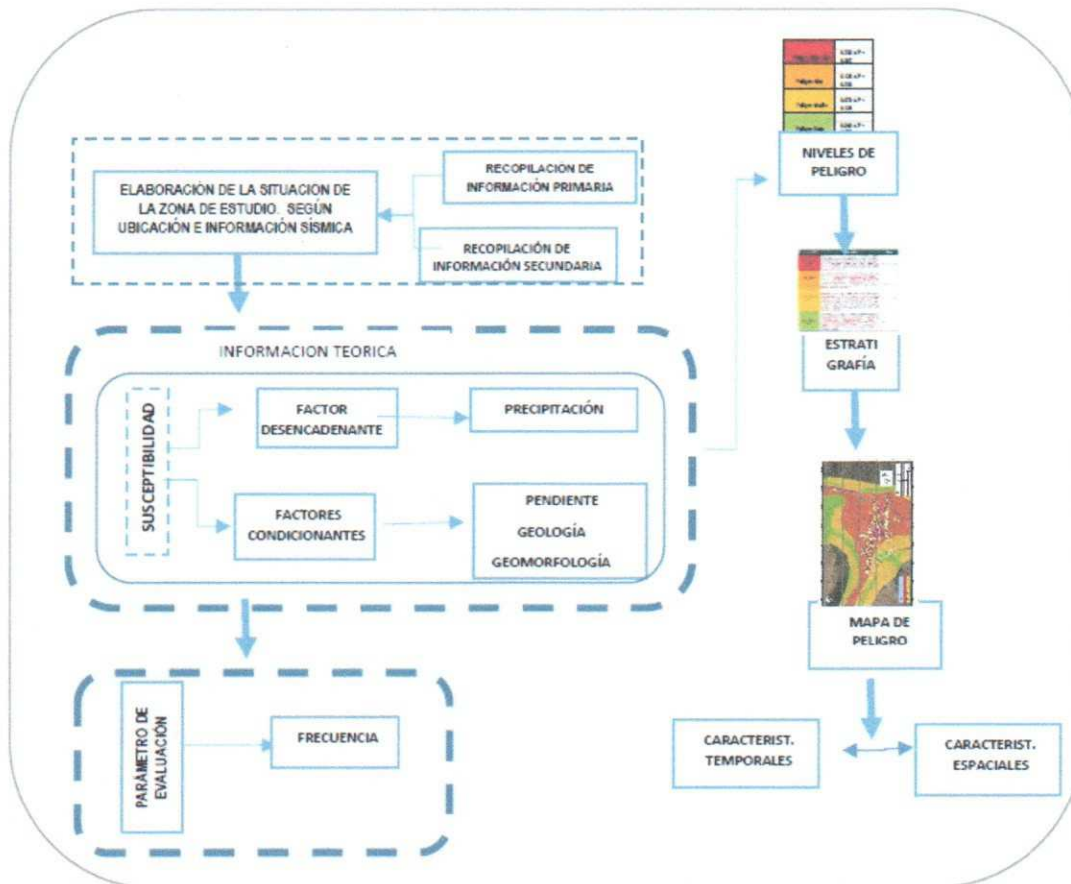 RECOPILACIÓN DE
INFORMACIÓN PRIMARIA
ELABORACIÓN DE LA SITUACION DE
LA ZONA DE ESTUDIO. SEGÚN
UBICACIÓN E INFORMACIÓN SÍSMICA
RECOPILACIÓN DE
INFORMACIÓN SECUNDARIA
INFORMACION TEORICA
SUSCEPTIBILIDAD
FACTOR
DESENCADENANTE
PRECIPITACIÓN
FACTORES
CONDICIONANTES
PENDIENTE
GEOLOGÍA
GEOMORFOLOGÍA
PARÁMETRO DE
EVALUACIÓN
FRECUENCIA
NIVELES DE
PELIGRO
ESTRATI
GRAFÍA
MAPA DE
PELIGRO
CARACTERIST.
TEMPORALES
CARACTERIST.
ESPACIALES